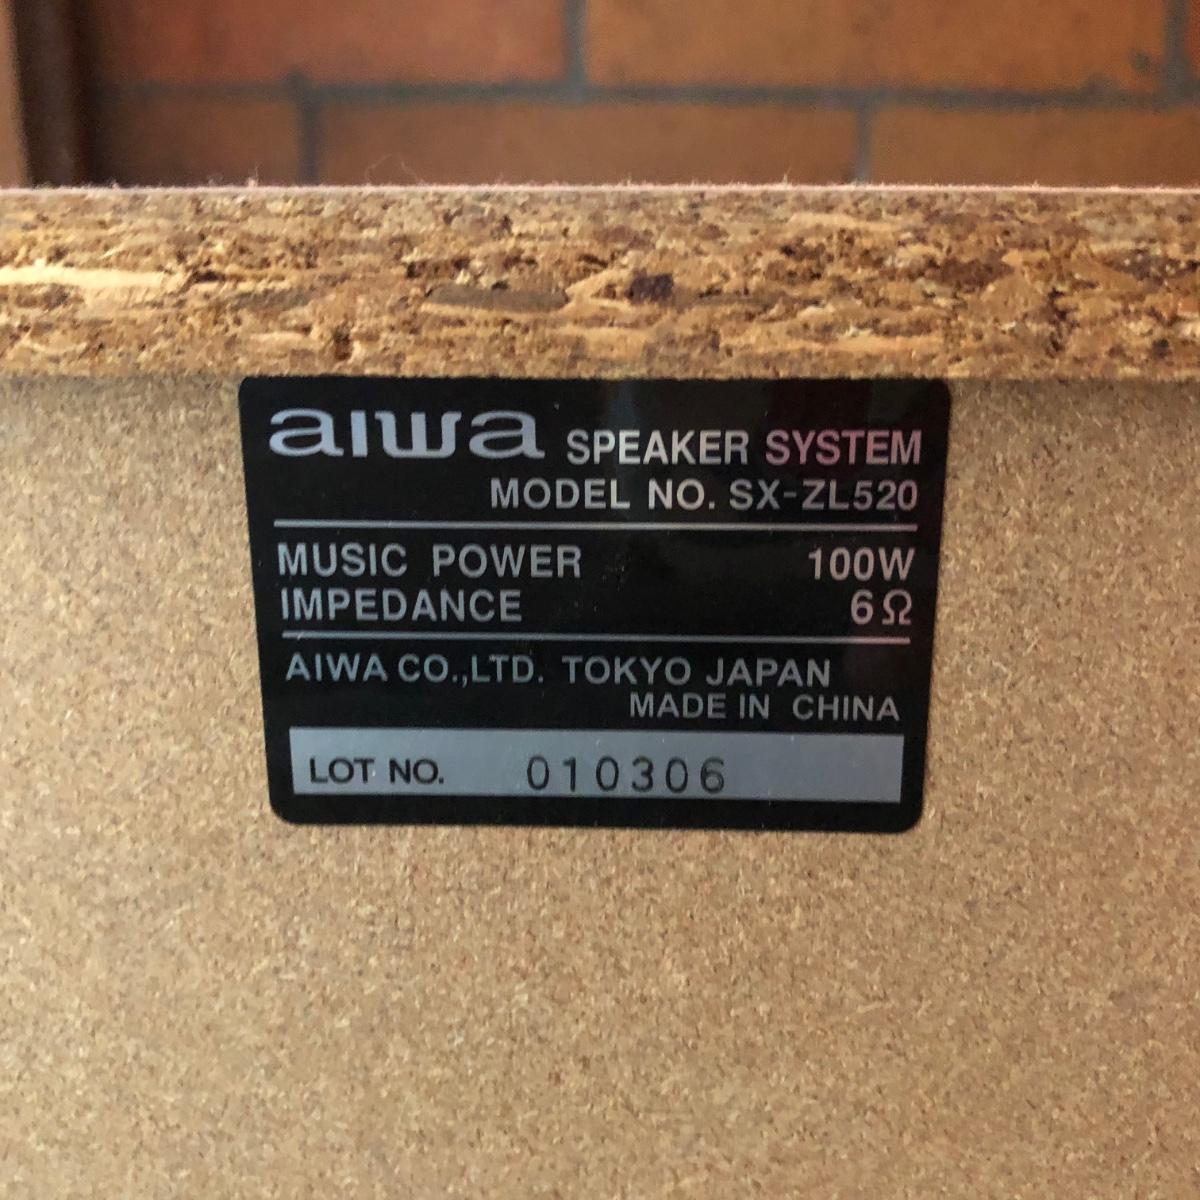 aiwa SPEAKER SYSTEM
MODEL NO. SX-ZL520
MUSIC POWER 100W
IMPEDANCE 6Ω
AIWA CO.,LTD. TOKYO JAPAN
MADE IN CHINA
LOT NO. 010306